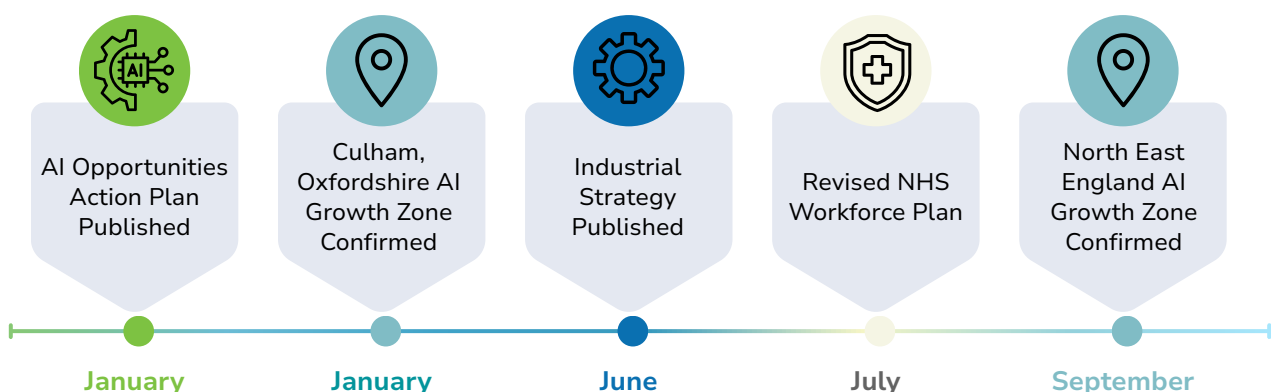 AI
AI Opportunities
Action Plan
Published
Culham,
Oxfordshire AI
Growth Zone
Confirmed
Industrial
Strategy
Published
Revised NHS
Workforce Plan
North East
England AI
Growth Zone
Confirmed
January
January
June
July
September